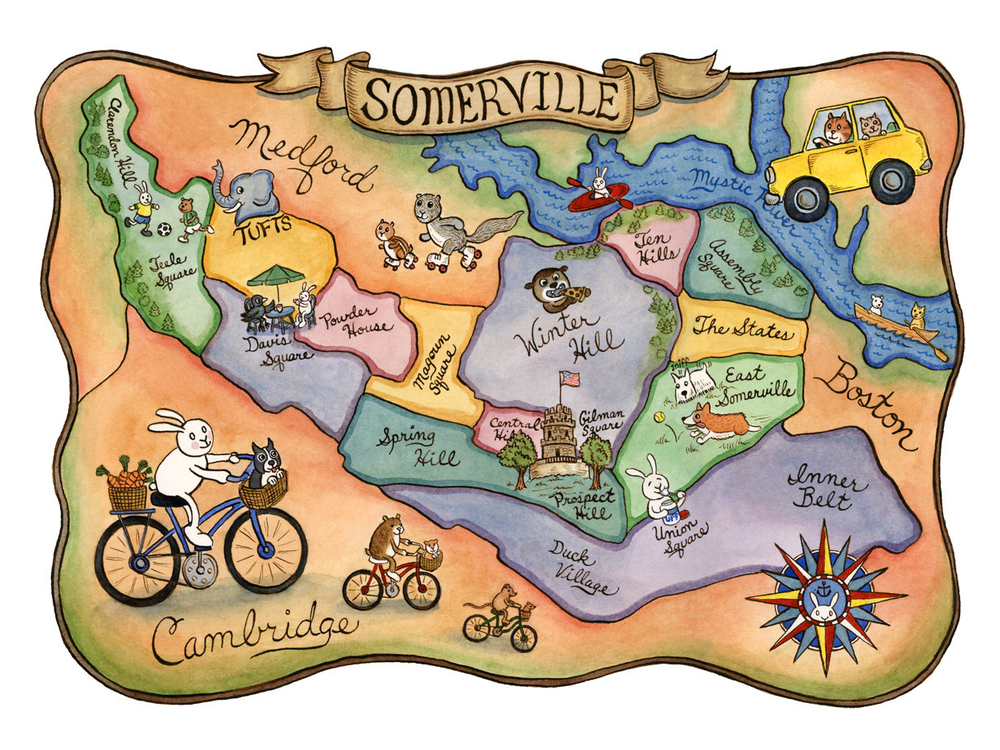 SOMERVILLE
Medford
Clarendon Hill
TUFTS
Mystic
River
Ten
Hills
Assembly
Square
Teele
Square
Powder
House
Davis
Square
Magoun
Square
Winter
Hill
The States
Boston
sniff
East
Somerville
Spring
Hill
Central
Hill
Gilman
Square
Inner
Belt
Prospect
Hill
Union
Square
Duck
Village
Cambridge